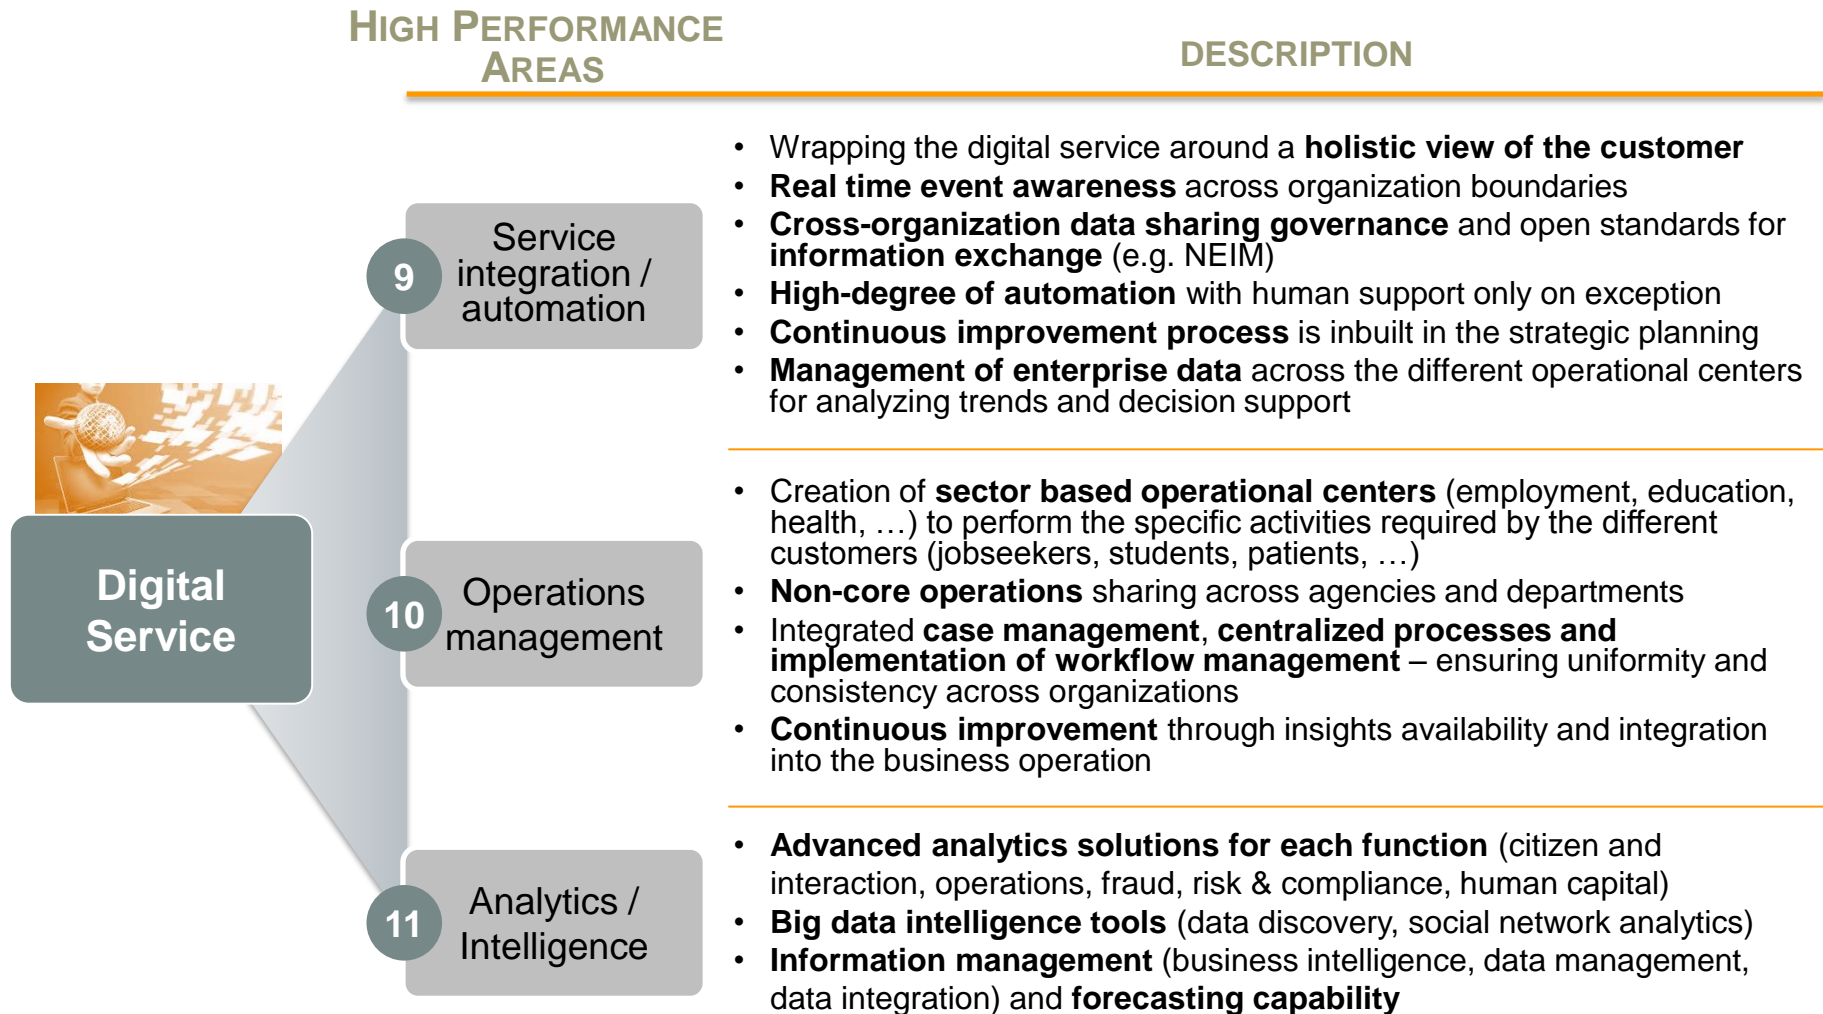 HIGH PERFORMANCE
AREAS
DESCRIPTION
• Wrapping the digital service around a holistic view of the customer
• Real time event awareness across organization boundaries
• Cross-organization data sharing governance and open standards for
information exchange (e.g. NEIM)
• High-degree of automation with human support only on exception
• Continuous improvement process is inbuilt in the strategic planning
• Management of enterprise data across the different operational centers
for analyzing trends and decision support
9
Service
integration /
automation
• Creation of sector based operational centers (employment, education,
health, …) to perform the specific activities required by the different
customers (jobseekers, students, patients, …)
• Non-core operations sharing across agencies and departments
• Integrated case management, centralized processes and
implementation of workflow management – ensuring uniformity and
consistency across organizations
• Continuous improvement through insights availability and integration
into the business operation
Digital
Service
10
Operations
management
• Advanced analytics solutions for each function (citizen and
interaction, operations, fraud, risk & compliance, human capital)
• Big data intelligence tools (data discovery, social network analytics)
• Information management (business intelligence, data management,
data integration) and forecasting capability
11
Analytics /
Intelligence